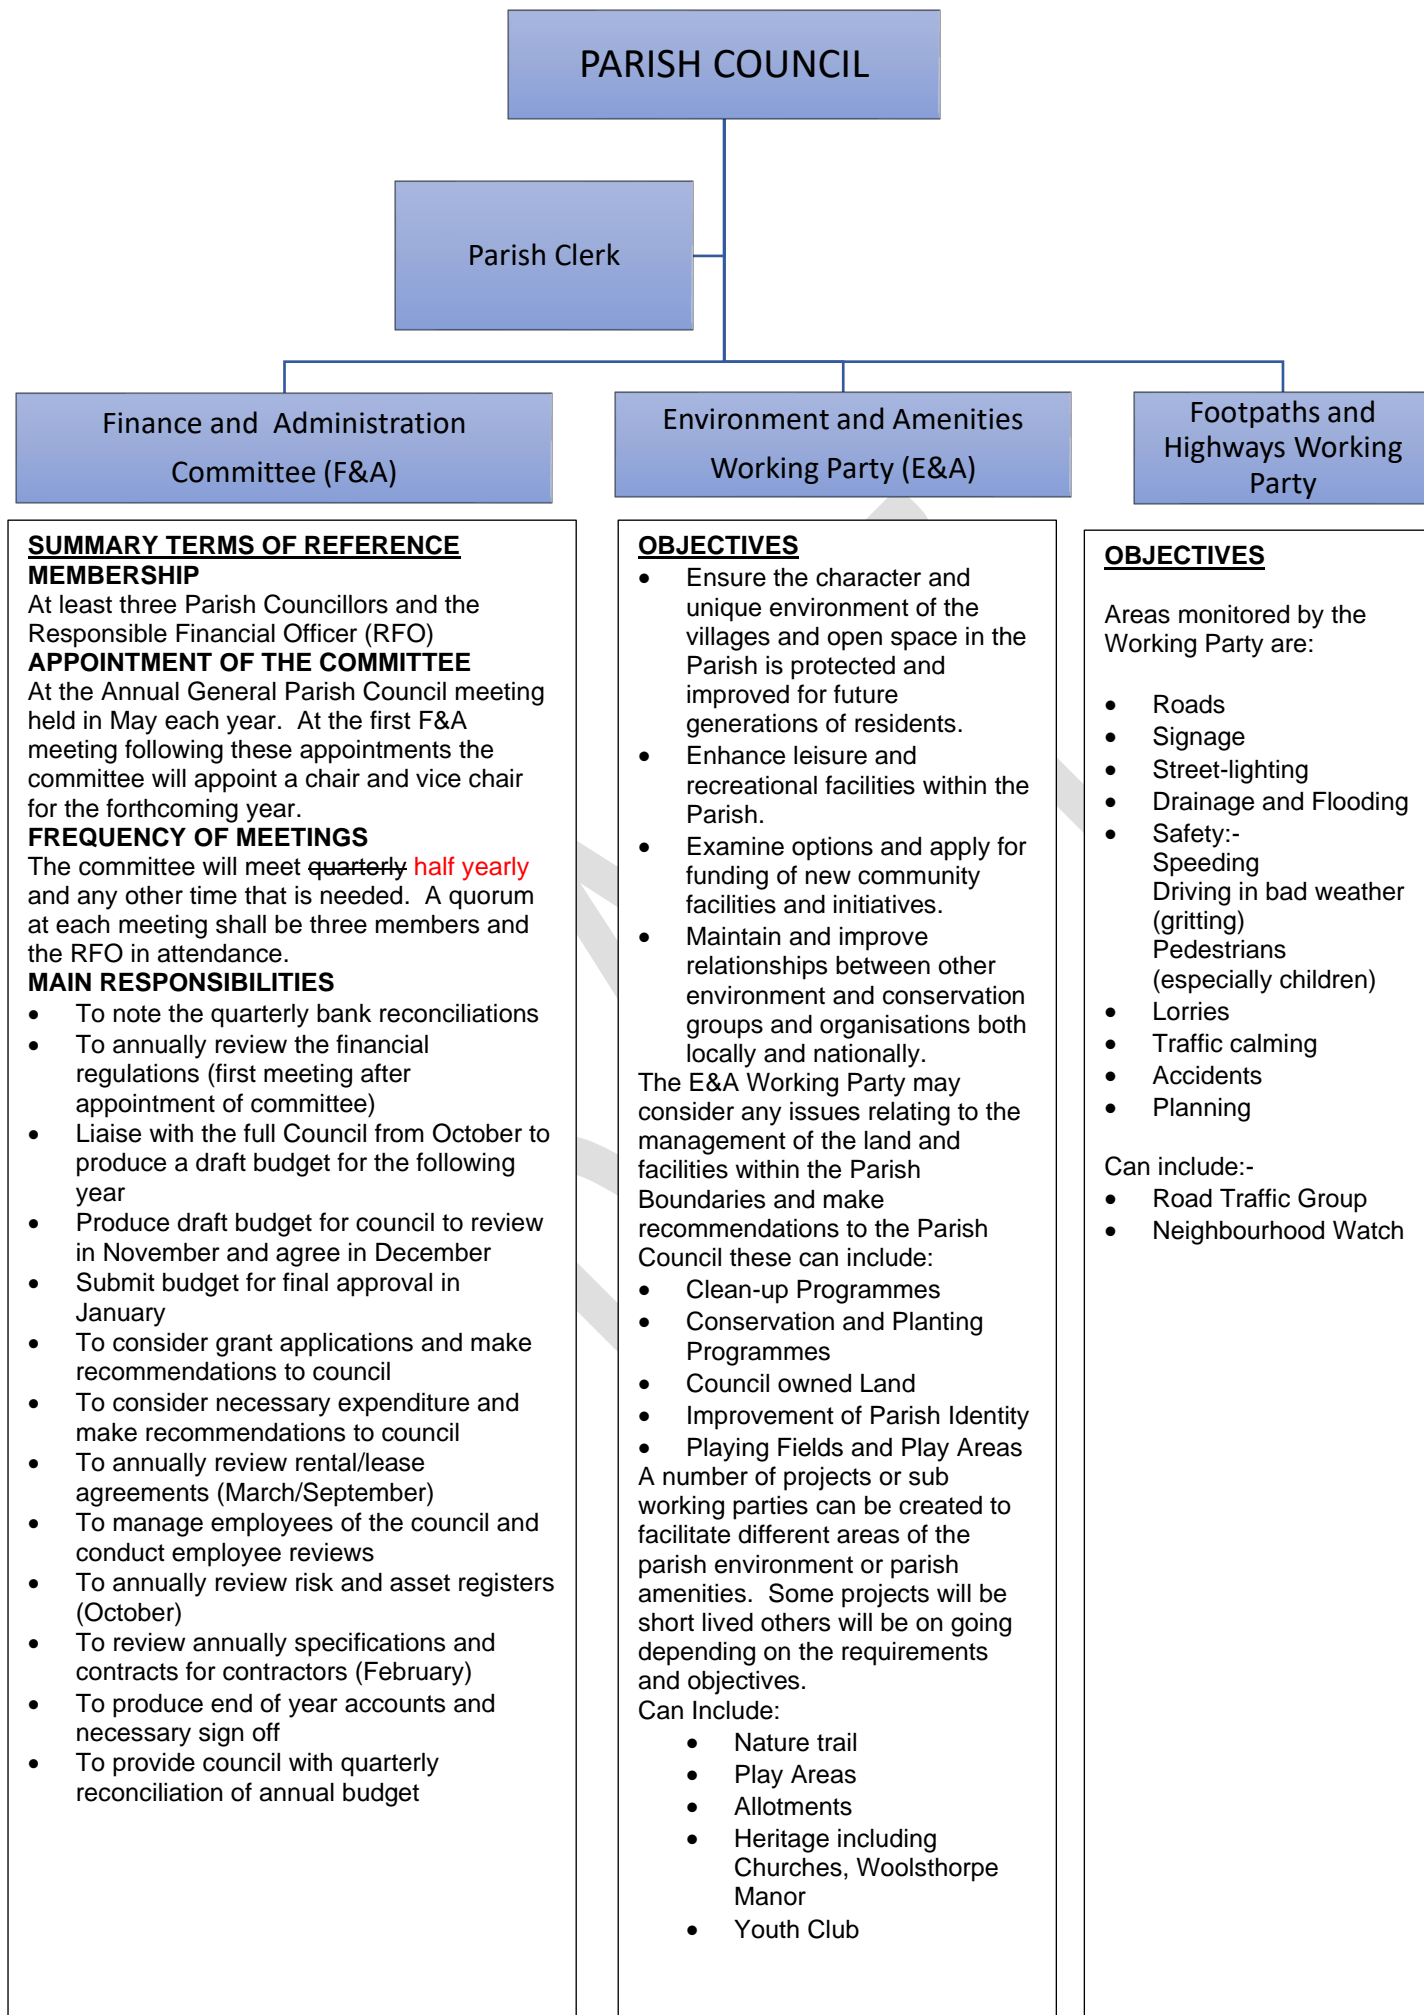 PARISH COUNCIL
Parish Clerk
Finance and Administration
Committee (F&A)
Environment and Amenities
Working Party (E&A)
Footpaths and
Highways Working
Party
SUMMARY TERMS OF REFERENCE
MEMBERSHIP
At least three Parish Councillors and the
Responsible Financial Officer (RFO)
APPOINTMENT OF THE COMMITTEE
At the Annual General Parish Council meeting
held in May each year. At the first F&A
meeting following these appointments the
committee will appoint a chair and vice chair
for the forthcoming year.
FREQUENCY OF MEETINGS
The committee will meet quarterly half yearly
and any other time that is needed. A quorum
at each meeting shall be three members and
the RFO in attendance.
MAIN RESPONSIBILITIES
• To note the quarterly bank reconciliations
• To annually review the financial
regulations (first meeting after
appointment of committee)
• Liaise with the full Council from October to
produce a draft budget for the following
year
• Produce draft budget for council to review
in November and agree in December
• Submit budget for final approval in
January
• To consider grant applications and make
recommendations to council
• To consider necessary expenditure and
make recommendations to council
• To annually review rental/lease
agreements (March/September)
• To manage employees of the council and
conduct employee reviews
• To annually review risk and asset registers
(October)
• To review annually specifications and
contracts for contractors (February)
• To produce end of year accounts and
necessary sign off
• To provide council with quarterly
reconciliation of annual budget
OBJECTIVES
• Ensure the character and
unique environment of the
villages and open space in the
Parish is protected and
improved for future
generations of residents.
• Enhance leisure and
recreational facilities within the
Parish.
• Examine options and apply for
funding of new community
facilities and initiatives.
• Maintain and improve
relationships between other
environment and conservation
groups and organisations both
locally and nationally.
The E&A Working Party may
consider any issues relating to the
management of the land and
facilities within the Parish
Boundaries and make
recommendations to the Parish
Council these can include:
• Clean-up Programmes
• Conservation and Planting
Programmes
• Council owned Land
• Improvement of Parish Identity
• Playing Fields and Play Areas
A number of projects or sub
working parties can be created to
facilitate different areas of the
parish environment or parish
amenities. Some projects will be
short lived others will be on going
depending on the requirements
and objectives.
Can Include:
• Nature trail
• Play Areas
• Allotments
• Heritage including
Churches, Woolsthorpe
Manor
• Youth Club
OBJECTIVES
Areas monitored by the
Working Party are:
• Roads
• Signage
• Street-lighting
• Drainage and Flooding
• Safety:-
Speeding
Driving in bad weather
(gritting)
Pedestrians
(especially children)
• Lorries
• Traffic calming
• Accidents
• Planning
Can include:-
• Road Traffic Group
• Neighbourhood Watch